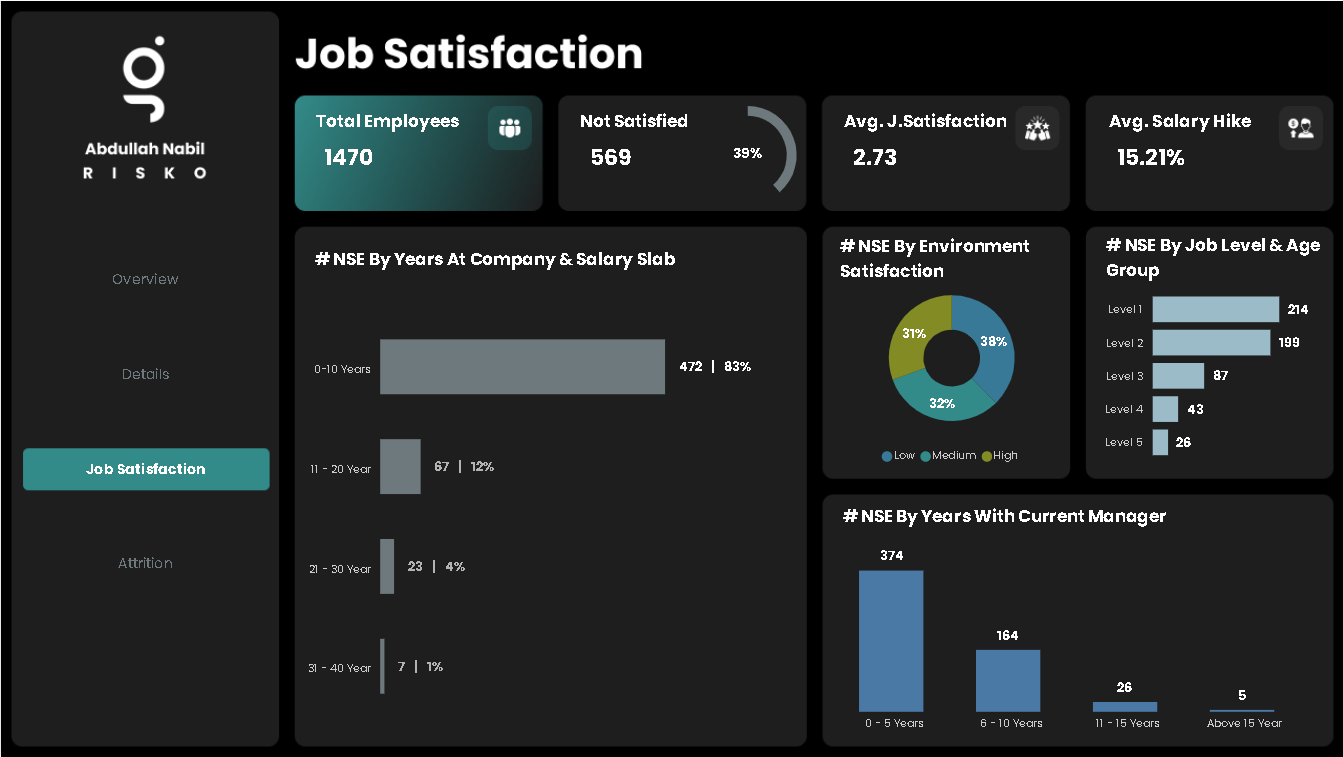 Abdullah Nabil
R I S K O
Overview
Details
Job Satisfaction
Attrition
Job Satisfaction
Total Employees
1470
Not Satisfied
569
39%
Avg. J.Satisfaction
2.73
Avg. Salary Hike
15.21%
# NSE By Years At Company & Salary Slab
0-10 Years
472 | 83%
11 - 20 Year
67 | 12%
21 - 30 Year
23 | 4%
31 - 40 Year
7 | 1%
# NSE By Environment
Satisfaction
31%
38%
32%
Low Medium High
# NSE By Job Level & Age
Group
Level 1 214
Level 2 199
Level 3 87
Level 4 43
Level 5 26
# NSE By Years With Current Manager
374
164
26
5
0 - 5 Years
6 - 10 Years
11 - 15 Years
Above 15 Year